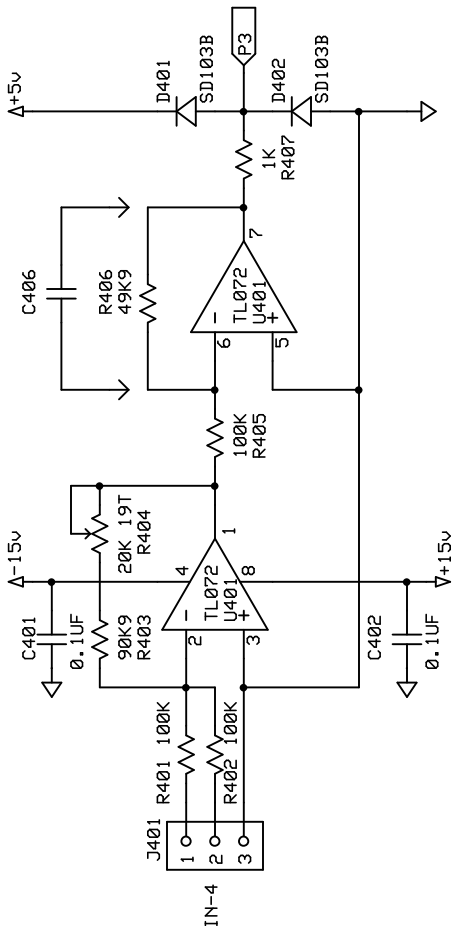 IN-4
J401
1
2
3
R401 100K
R402 100K
C401
0.1UF
-15v
90K9
R403
20K 19T
R404
2
3
4
8
1
-
+
TL072
U401
C402
0.1UF
+15v
100K
R405
C406
R406
49K9
6
5
7
-
+
TL072
U401
1K
R407
+5v
D401
SD103B
P3
D402
SD103B